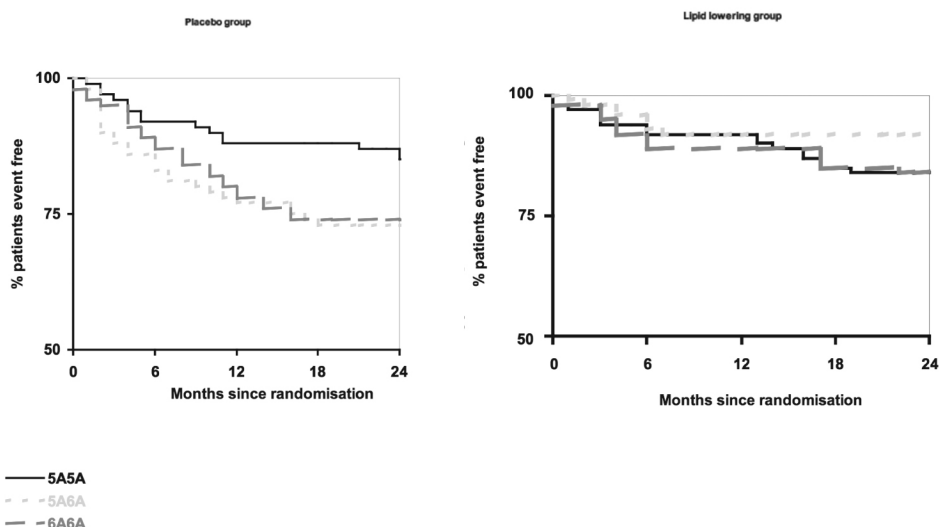 Placebo group
100
75
50
% patients event free
0 6 12 18 24
Months since randomisation
Lipid lowering group
100
75
50
% patients event free
0 6 12 18 24
Months since randomisation
5A5A
5A6A
6A6A